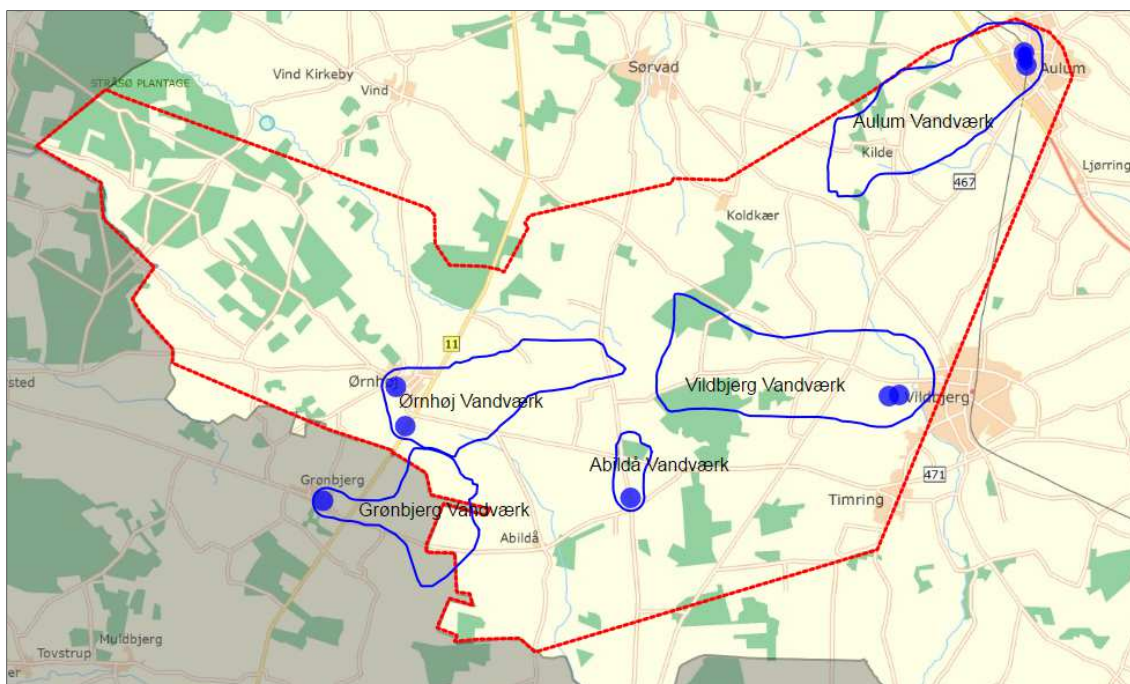 Vind Kirkeby
STRÅSØ PLANTAGE
Vind
Sørvad
Aulum
Aulum Vandværk
Kilde
Ljørring
467
Koldkær
11
sted
Ørnhøj
Ørnhøj Vandværk
Vildbjerg Vandværk
Vildbjerg
Abildå Vandværk
471
Grønbjerg
Timring
Grønbjerg Vandværk
Abildå
Muldbjerg
Tovstrup
er